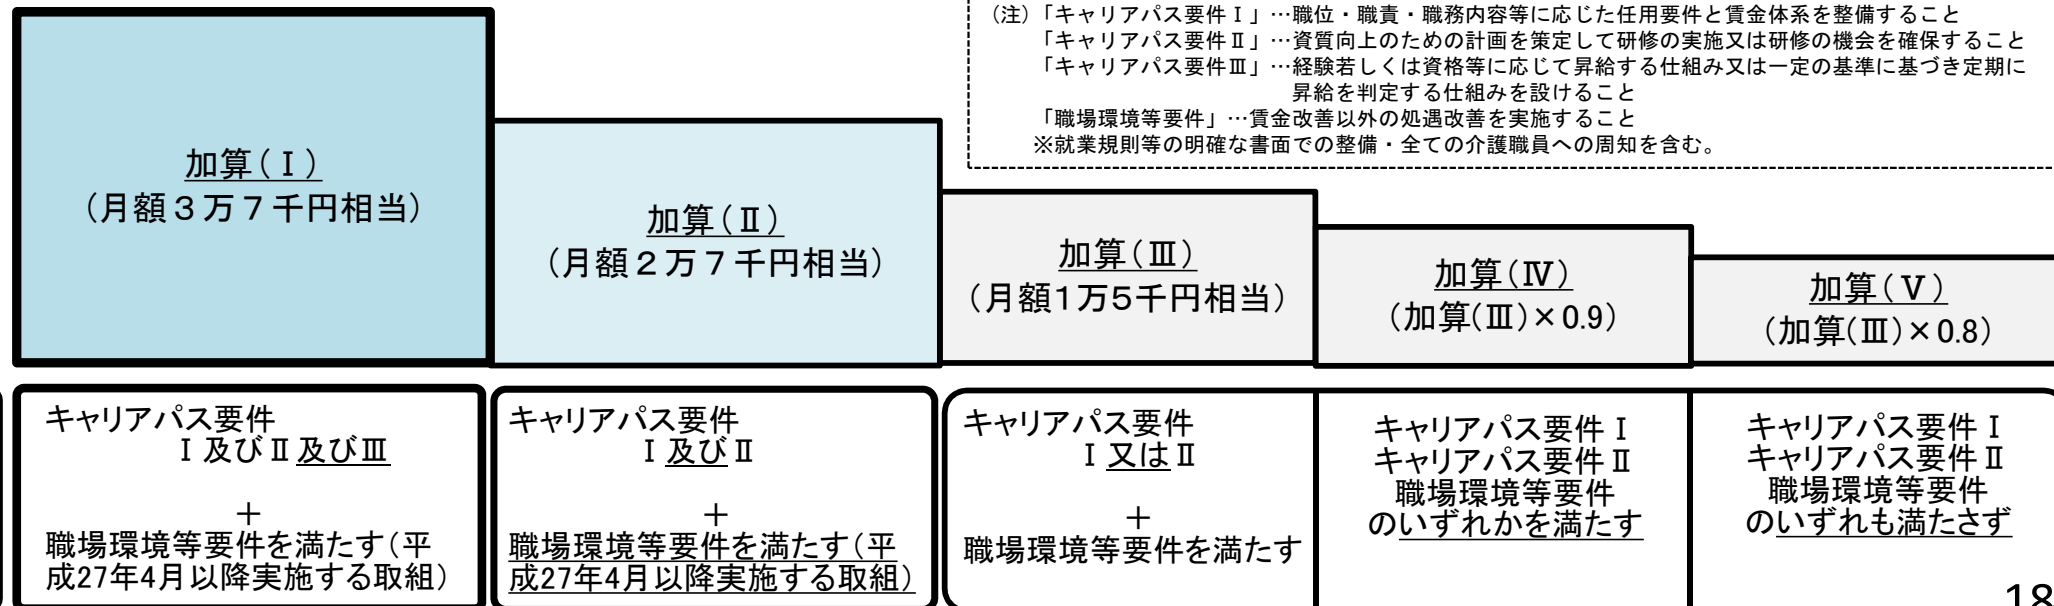 (注)「キャリアパス要件Ⅰ」…職位・職責・職務内容等に応じた任用要件と賃金体系を整備すること
「キャリアパス要件Ⅱ」…資質向上のための計画を策定して研修の実施又は研修の機会を確保すること
「キャリアパス要件Ⅲ」…経験若しくは資格等に応じて昇給する仕組み又は一定の基準に基づき定期に
昇給を判定する仕組みを設けること
「職場環境等要件」…賃金改善以外の処遇改善を実施すること
※就業規則等の明確な書面での整備・全ての介護職員への周知を含む。
加算(Ⅰ)
(月額3万7千円相当)
加算(Ⅱ)
(月額2万7千円相当)
加算(Ⅲ)
(月額1万5千円相当)
加算(Ⅳ)
(加算(Ⅲ)×0.9)
加算(Ⅴ)
(加算(Ⅲ)×0.8)
キャリアパス要件
Ⅰ及びⅡ及びⅢ
+
職場環境等要件を満たす(平
成27年4月以降実施する取組)
キャリアパス要件
Ⅰ及びⅡ
+
職場環境等要件を満たす(平
成27年4月以降実施する取組)
キャリアパス要件
Ⅰ又はⅡ
+
職場環境等要件を満たす
キャリアパス要件Ⅰ
キャリアパス要件Ⅱ
職場環境等要件
のいずれかを満たす
キャリアパス要件Ⅰ
キャリアパス要件Ⅱ
職場環境等要件
のいずれも満たさず
18